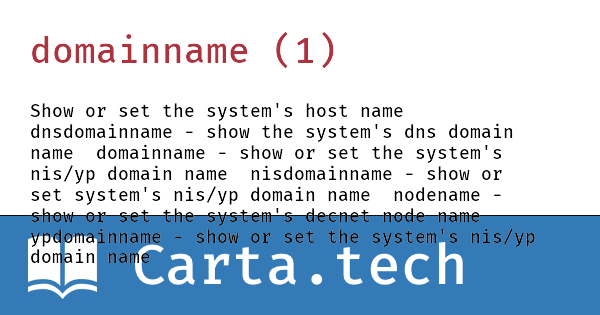 domainname (1)
Show or set the system's host name
dnsdomainname - show the system's dns domain
name  domainname - show or set the system's
nis/yp domain name  nisdomainname - show or
set system's nis/yp domain name  nodename -
show or set the system's decnet node name
ypdomainname - show or set the system's nis/yp
domain name
Carta.tech